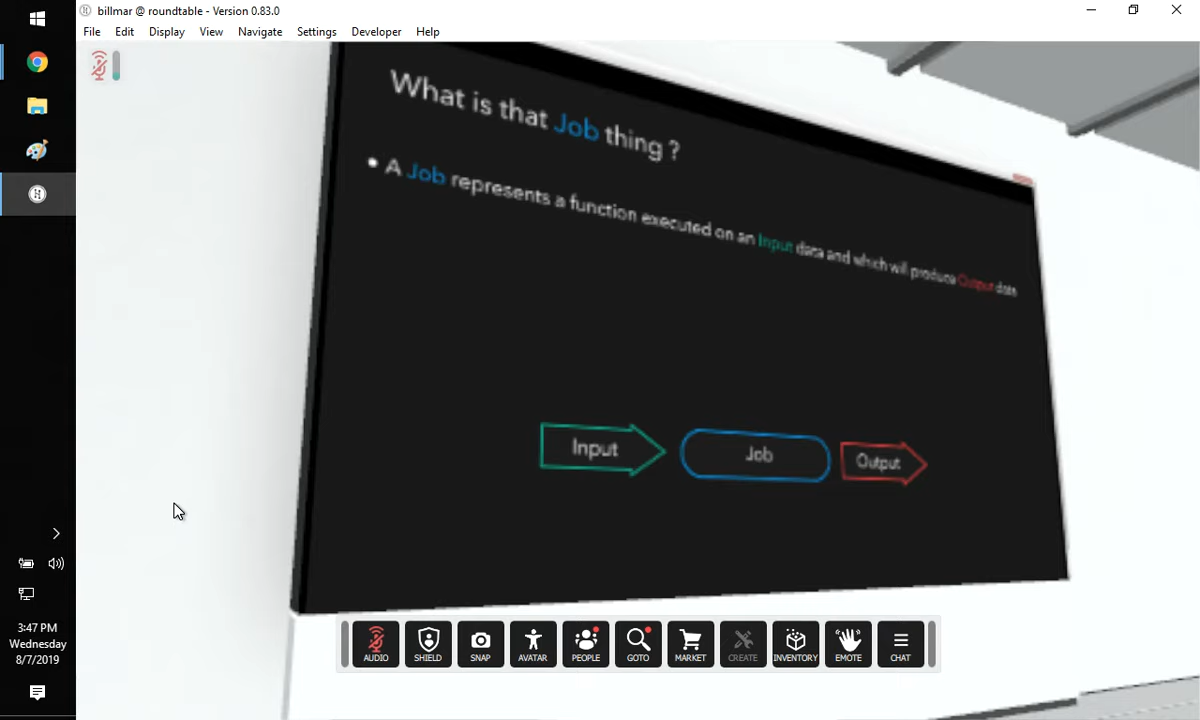 billmar @ roundtable - Version 0.83.0
File Edit Display View Navigate Settings Developer Help
What is that Job thing ?
• A Job represents a function executed on an Input data and which will produce Output data
Input Job Output
AUDIO SHIELD SNAP AVATAR PEOPLE GOTO MARKET CREATE INVENTORY EMOTE CHAT
3:47 PM
Wednesday
8/7/2019